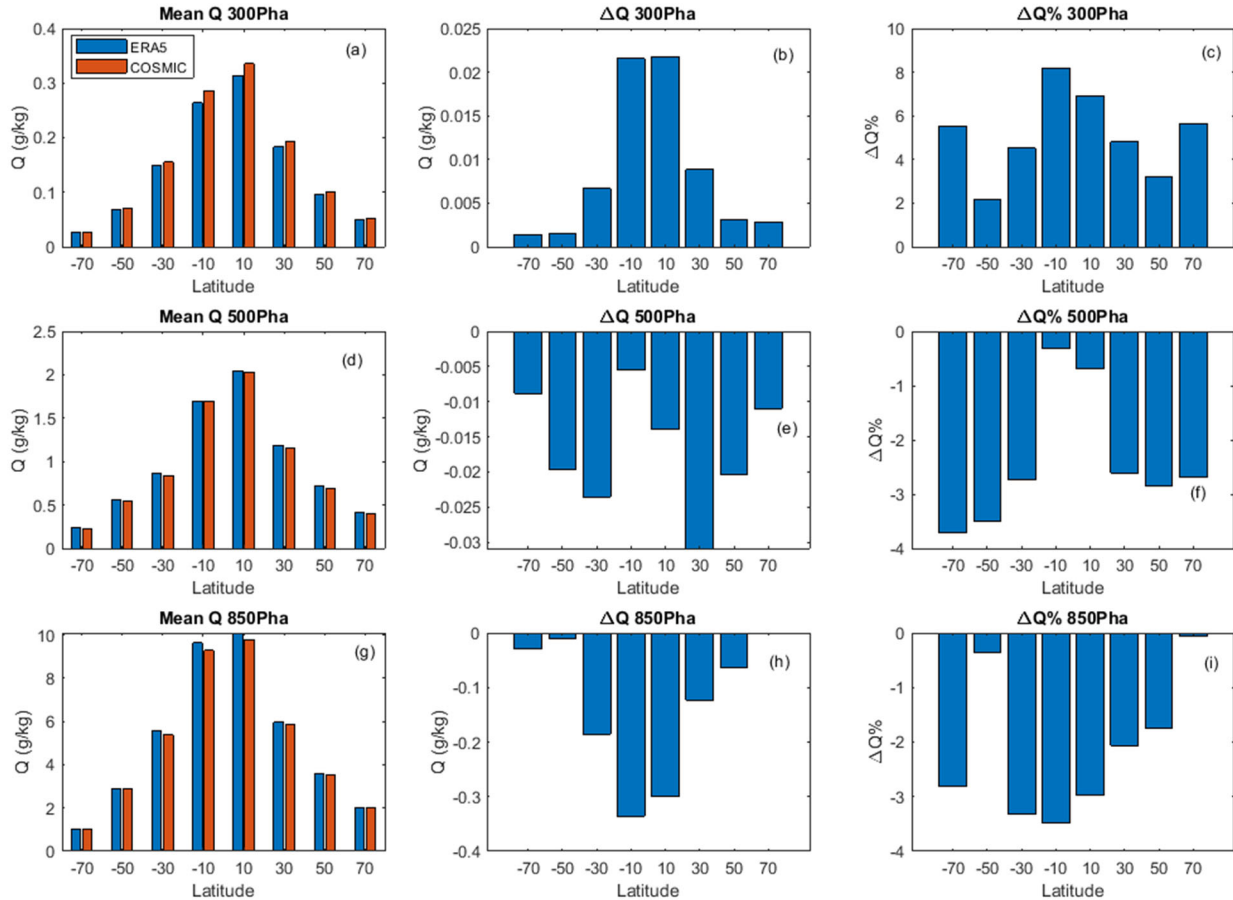 Mean Q 300Pha
0.4
0.3
0.2
0.1
0
Q (g/kg)
ERA5
COSMIC
(a)
-70 -50 -30 -10 10 30 50 70
Latitude
ΔQ 300Pha
0.025
0.02
0.015
0.01
0.005
0
Q (g/kg)
(b)
-70 -50 -30 -10 10 30 50 70
Latitude
ΔQ% 300Pha
10
8
6
4
2
0
ΔQ%
(c)
-70 -50 -30 -10 10 30 50 70
Latitude
Mean Q 500Pha
2.5
2
1.5
1
0.5
0
Q (g/kg)
(d)
-70 -50 -30 -10 10 30 50 70
Latitude
ΔQ 500Pha
0
-0.005
-0.01
-0.015
-0.02
-0.025
-0.03
Q (g/kg)
(e)
-70 -50 -30 -10 10 30 50 70
Latitude
ΔQ% 500Pha
0
-1
-2
-3
-4
ΔQ%
(f)
-70 -50 -30 -10 10 30 50 70
Latitude
Mean Q 850Pha
10
8
6
4
2
0
Q (g/kg)
(g)
-70 -50 -30 -10 10 30 50 70
Latitude
ΔQ 850Pha
0
-0.1
-0.2
-0.3
-0.4
Q (g/kg)
(h)
-70 -50 -30 -10 10 30 50 70
Latitude
ΔQ% 850Pha
0
-1
-2
-3
-4
ΔQ%
(i)
-70 -50 -30 -10 10 30 50 70
Latitude